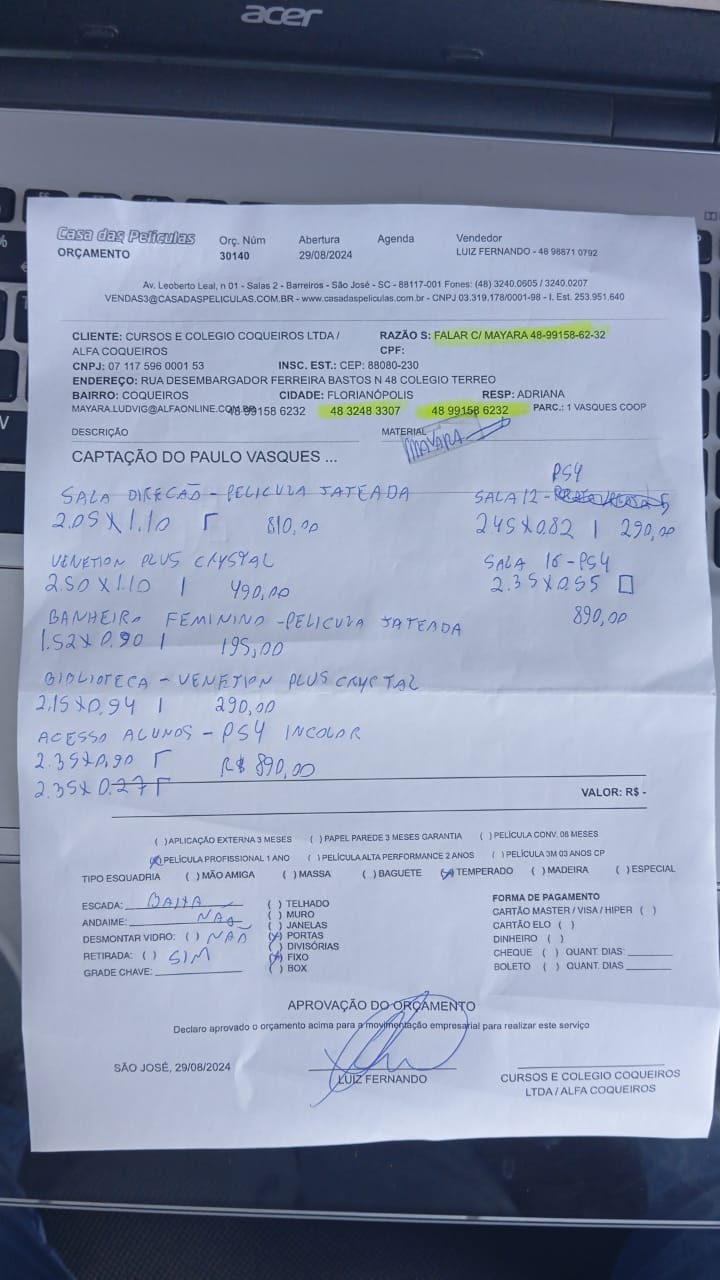 acer
Casa das Películas
ORÇAMENTO
Orç. Núm
30140
Abertura
29/08/2024
Agenda
Vendedor
LUIZ FERNANDO - 48 98871 0792
Av. Leoberto Leal, n 01 - Salas 2 - Barreiros - São José - SC - 88117-001 Fones: (48) 3240.0605 / 3240.0207
VENDAS3@CASADASPELICULAS.COM.BR - www.casadaspeliculas.com.br - CNPJ 03.319.178/0001-98 - I. Est. 253.951.640
CLIENTE: CURSOS E COLEGIO COQUEIROS LTDA /
ALFA COQUEIROS
RAZÃO S: FALAR C/ MAYARA 48-99158-62-32
CPF:
CNPJ: 07 117 596 0001 53 INSC. EST.: CEP: 88080-230
ENDEREÇO: RUA DESEMBARGADOR FERREIRA BASTOS N 48 COLEGIO TERREO
BAIRRO: COQUEIROS CIDADE: FLORIANÓPOLIS RESP: ADRIANA
MAYARA.LUDVIG@ALFAONLINE.COM.BR 48 99158 6232 48 3248 3307 48 99158 6232 PARC.: 1 VASQUES COOP
DESCRIÇÃO MATERIAL
MAYARA
CAPTAÇÃO DO PAULO VASQUES ...
SALA DIREÇÃO - PELICULA JATEADA
2.05 X 1.10 Γ 810,00
VENETION PLUS CRYSTAL
2.50 X 1.10 | 490,00
BANHEIRO FEMININO - PELICULA JATEADA
1.52 X 0.90 | 195,00
BIBLIOTECA - VENETION PLUS CRYCTAL
2.15 X 0.94 | 290,00
ACESSO ALUNOS - PS4 INCOLOR
2.35 X 0.90 Γ R$ 890,00
2.35 X 0.27 Γ
PS4
SALA 12 -
2.45 X 0.82 | 290,00
SALA 16 - PS4
2.35 X 0.55 □
890,00
VALOR: R$ -
( ) APLICAÇÃO EXTERNA 3 MESES ( ) PAPEL PAREDE 3 MESES GARANTIA ( ) PELÍCULA CONV. 06 MESES
(X) PELÍCULA PROFISSIONAL 1 ANO ( ) PELÍCULA ALTA PERFORMANCE 2 ANOS ( ) PELÍCULA 3M 03 ANOS CP
TIPO ESQUADRIA ( ) MÃO AMIGA ( ) MASSA ( ) BAGUETE (X) TEMPERADO ( ) MADEIRA ( ) ESPECIAL
ESCADA: BAIXA
ANDAIME: NAO
DESMONTAR VIDRO: ( ) NAÃ
RETIRADA: ( ) SIM
GRADE CHAVE:
( ) TELHADO
( ) MURO
( ) JANELAS
(X) PORTAS
( ) DIVISÓRIAS
(X) FIXO
( ) BOX
FORMA DE PAGAMENTO
CARTÃO MASTER / VISA / HIPER ( )
CARTÃO ELO ( )
DINHEIRO ( )
CHEQUE ( ) QUANT. DIAS:
BOLETO ( ) QUANT. DIAS
APROVAÇÃO DO ORÇAMENTO
Declaro aprovado o orçamento acima para a movimentação empresarial para realizar este serviço
SÃO JOSÉ, 29/08/2024
LUIZ FERNANDO
CURSOS E COLEGIO COQUEIROS
LTDA / ALFA COQUEIROS